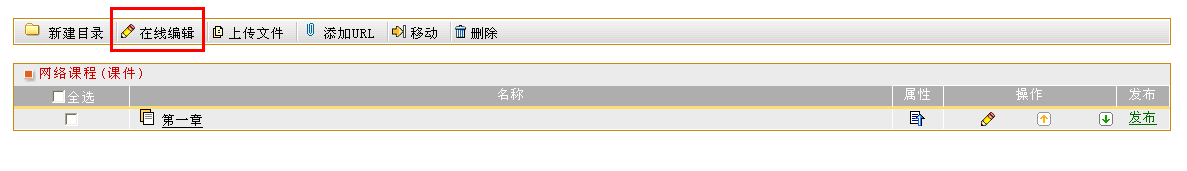 新建目录 在线编辑 上传文件 添加URL 移动 删除
网络课程(课件)
全选 名称 属性 操作 发布
第一章 发布